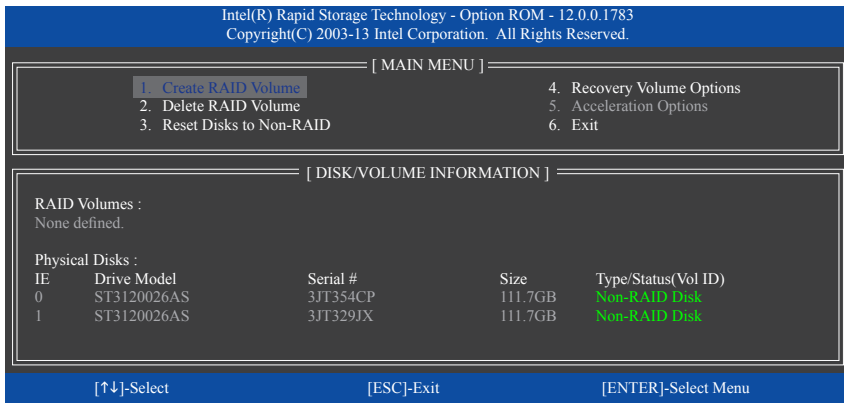 Intel(R) Rapid Storage Technology - Option ROM - 12.0.0.1783
Copyright(C) 2003-13 Intel Corporation.  All Rights Reserved.
[ MAIN MENU ]
1. Create RAID Volume
2. Delete RAID Volume
3. Reset Disks to Non-RAID
4. Recovery Volume Options
5. Acceleration Options
6. Exit
[ DISK/VOLUME INFORMATION ]
RAID Volumes :
None defined.
Physical Disks :
IE Drive Model Serial # Size Type/Status(Vol ID)
0 ST3120026AS 3JT354CP 111.7GB Non-RAID Disk
1 ST3120026AS 3JT329JX 111.7GB Non-RAID Disk
[↑↓]-Select [ESC]-Exit [ENTER]-Select Menu